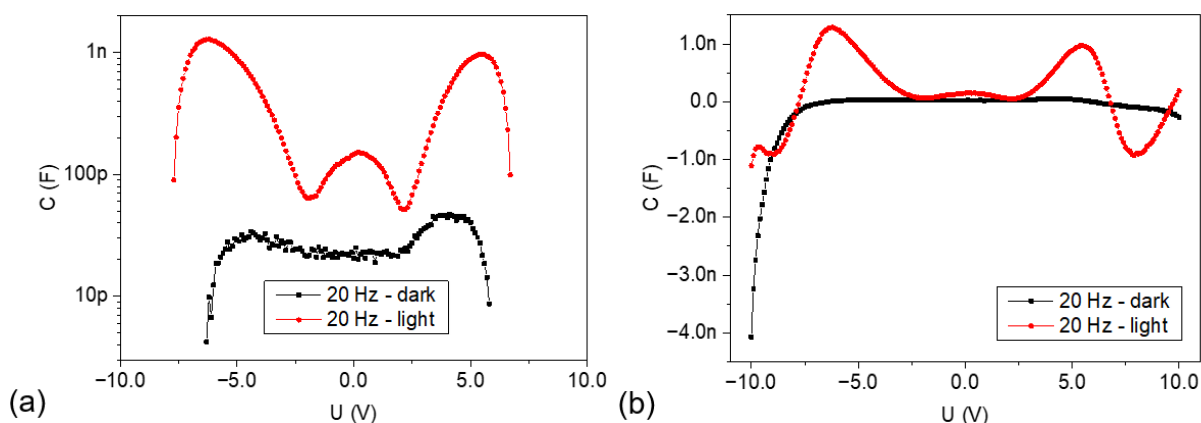 1n
100p
10p
C (F)
−10.0 −5.0 0.0 5.0 10.0
U (V)
20 Hz - dark
20 Hz - light
(a)
1.0n
0.0
−1.0n
−2.0n
−3.0n
−4.0n
C (F)
−10.0 −5.0 0.0 5.0 10.0
U (V)
20 Hz - dark
20 Hz - light
(b)